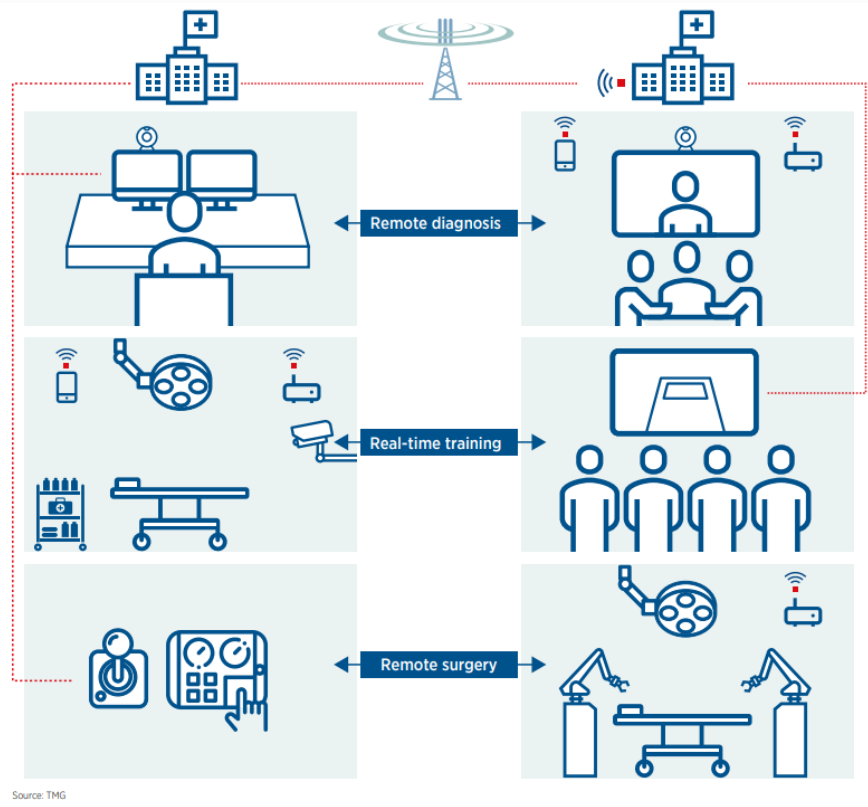 Remote diagnosis
Real-time training
Remote surgery
Source: TMG